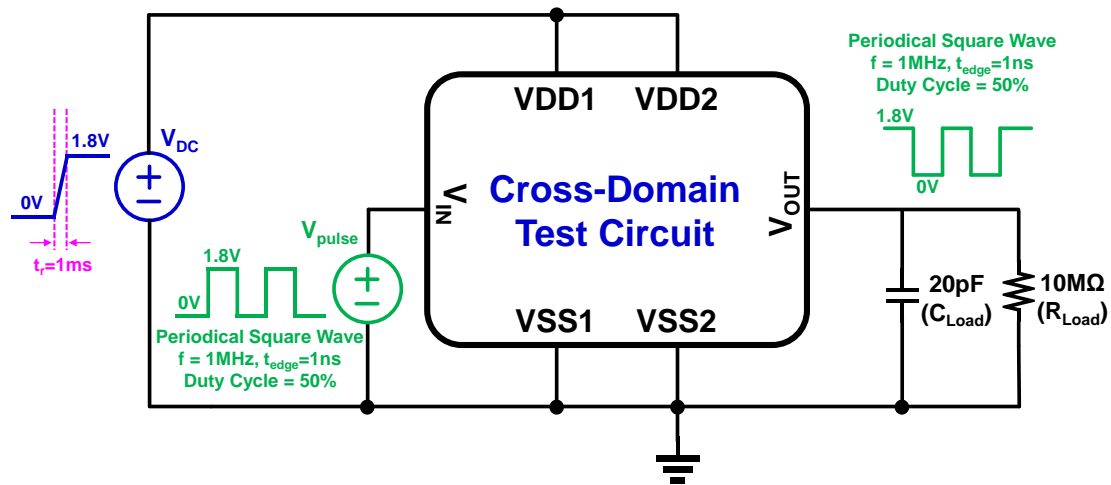 VDD1 VDD2
Cross-Domain
Test Circuit
VIN
VOUT
VSS1 VSS2
VDC
1.8V
0V
tr=1ms
Vpulse
1.8V
0V
Periodical Square Wave
f = 1MHz, tedge=1ns
Duty Cycle = 50%
Periodical Square Wave
f = 1MHz, tedge=1ns
Duty Cycle = 50%
1.8V
0V
20pF
(CLoad)
10MΩ
(RLoad)